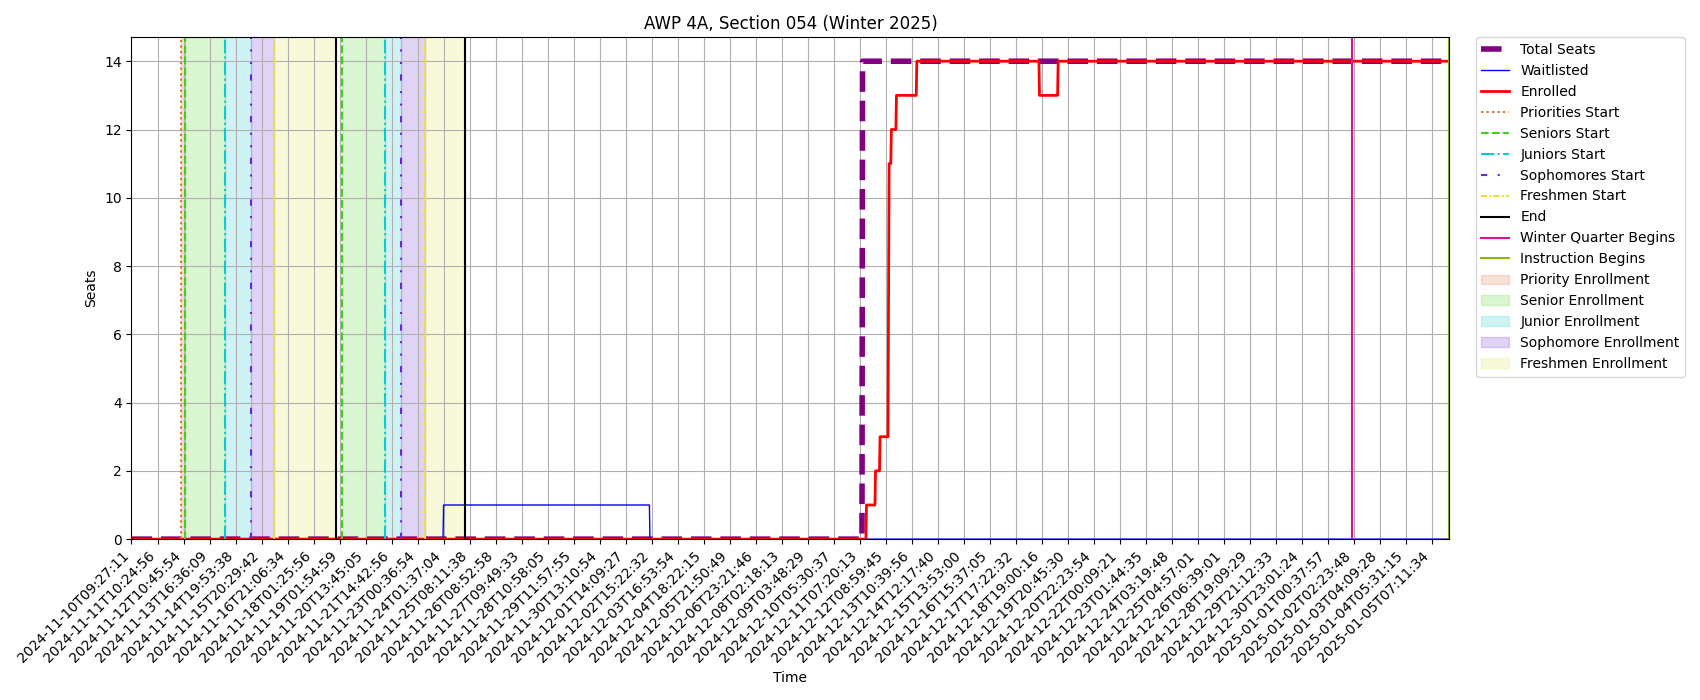 AWP 4A, Section 054 (Winter 2025)
Seats
14
12
10
8
6
4
2
0
2024-11-10T09:27:11
2024-11-11T10:24:56
2024-11-12T10:45:54
2024-11-13T16:36:09
2024-11-14T19:53:38
2024-11-15T20:29:42
2024-11-16T21:06:34
2024-11-18T01:25:56
2024-11-19T01:54:59
2024-11-20T13:45:05
2024-11-21T14:42:56
2024-11-23T00:36:54
2024-11-24T01:37:04
2024-11-25T08:11:38
2024-11-26T08:52:58
2024-11-27T09:49:33
2024-11-28T10:58:05
2024-11-29T11:57:55
2024-11-30T13:10:54
2024-12-01T14:09:27
2024-12-02T15:22:32
2024-12-03T16:53:54
2024-12-04T18:22:15
2024-12-05T21:50:49
2024-12-06T23:21:46
2024-12-08T02:18:13
2024-12-09T03:48:29
2024-12-10T05:30:37
2024-12-11T07:20:13
2024-12-12T08:59:45
2024-12-13T10:39:56
2024-12-14T12:17:40
2024-12-15T13:53:00
2024-12-16T15:37:05
2024-12-17T17:22:32
2024-12-18T19:00:16
2024-12-19T20:45:30
2024-12-20T22:23:54
2024-12-22T00:09:21
2024-12-23T01:44:35
2024-12-24T03:19:48
2024-12-25T04:57:01
2024-12-26T06:39:01
2024-12-28T19:09:29
2024-12-29T21:12:33
2024-12-30T23:01:24
2025-01-01T00:37:57
2025-01-02T02:23:48
2025-01-03T04:09:28
2025-01-04T05:31:15
2025-01-05T07:11:34
Time
Total Seats
Waitlisted
Enrolled
Priorities Start
Seniors Start
Juniors Start
Sophomores Start
Freshmen Start
End
Winter Quarter Begins
Instruction Begins
Priority Enrollment
Senior Enrollment
Junior Enrollment
Sophomore Enrollment
Freshmen Enrollment